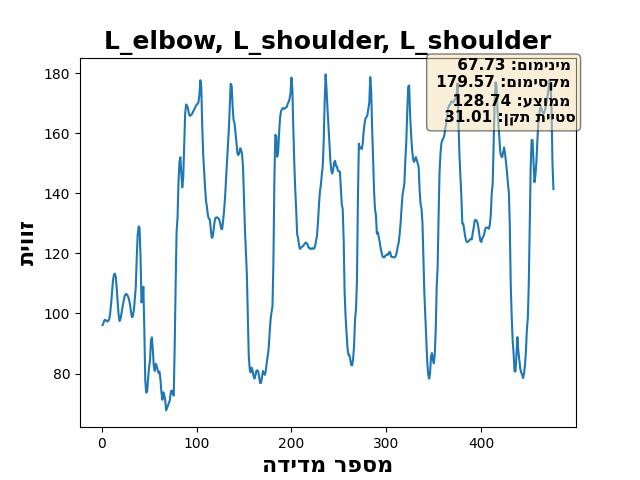 L_elbow, L_shoulder, L_shoulder
מינימום: 67.73
מקסימום: 179.57
ממוצע: 128.74
סטיית תקן: 31.01
180
160
140
120
100
80
זווית
0 100 200 300 400
מספר מדידה